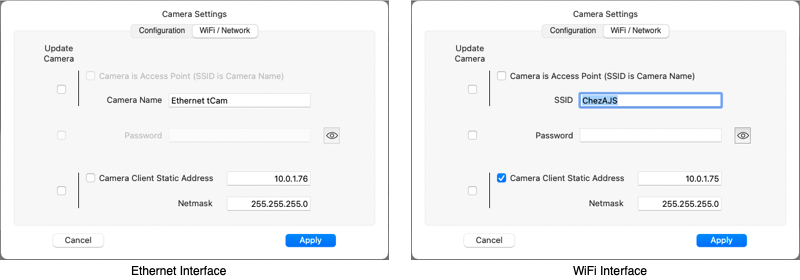 Camera Settings
Configuration WiFi / Network
Update
Camera
Camera is Access Point (SSID is Camera Name)
Camera Name Ethernet tCam
Password
Camera Client Static Address 10.0.1.76
Netmask 255.255.255.0
Cancel Apply
Ethernet Interface
Camera Settings
Configuration WiFi / Network
Update
Camera
Camera is Access Point (SSID is Camera Name)
SSID ChezAJS
Password
Camera Client Static Address 10.0.1.75
Netmask 255.255.255.0
Cancel Apply
WiFi Interface